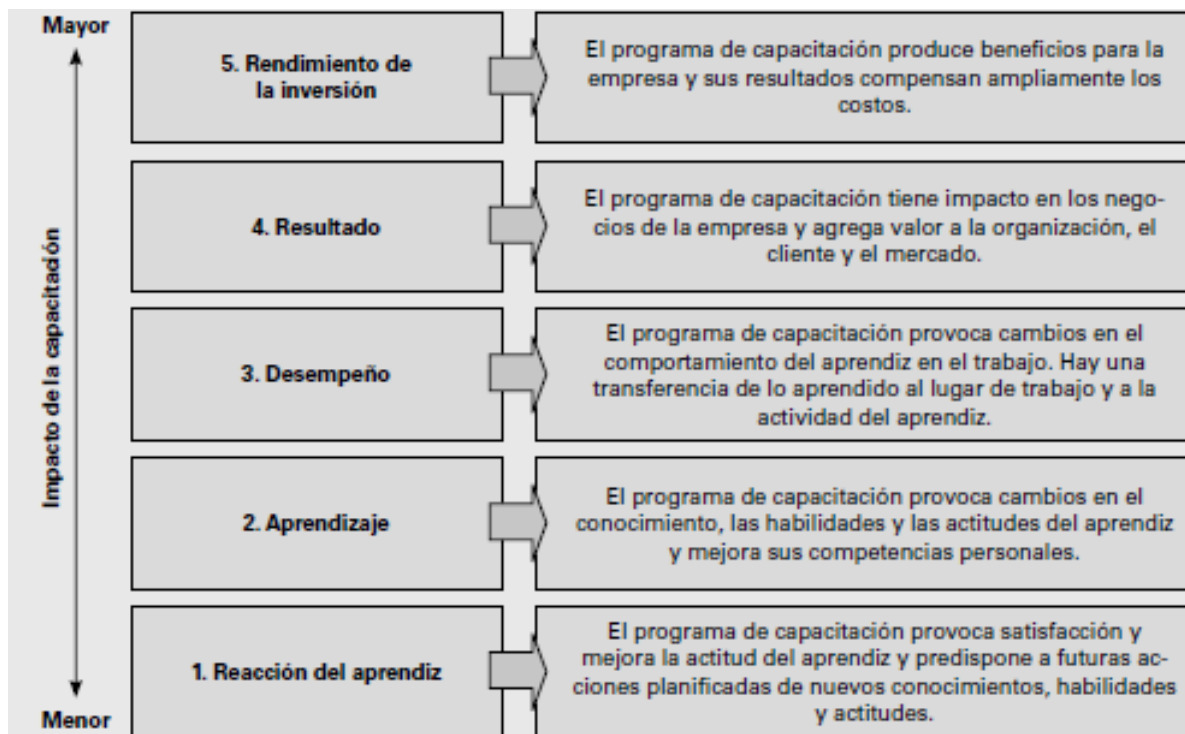 Mayor
5. Rendimiento de
la inversión
El programa de capacitación produce beneficios para la
empresa y sus resultados compensan ampliamente los
costos.
4. Resultado
El programa de capacitación tiene impacto en los nego-
cios de la empresa y agrega valor a la organización, el
cliente y el mercado.
Impacto de la capacitación
3. Desempeño
El programa de capacitación provoca cambios en el
comportamiento del aprendiz en el trabajo. Hay una
transferencia de lo aprendido al lugar de trabajo y a la
actividad del aprendiz.
2. Aprendizaje
El programa de capacitación provoca cambios en el
conocimiento, las habilidades y las actitudes del aprendiz
y mejora sus competencias personales.
1. Reacción del aprendiz
El programa de capacitación provoca satisfacción y
mejora la actitud del aprendiz y predispone a futuras ac-
ciones planificadas de nuevos conocimientos, habilidades
y actitudes.
Menor